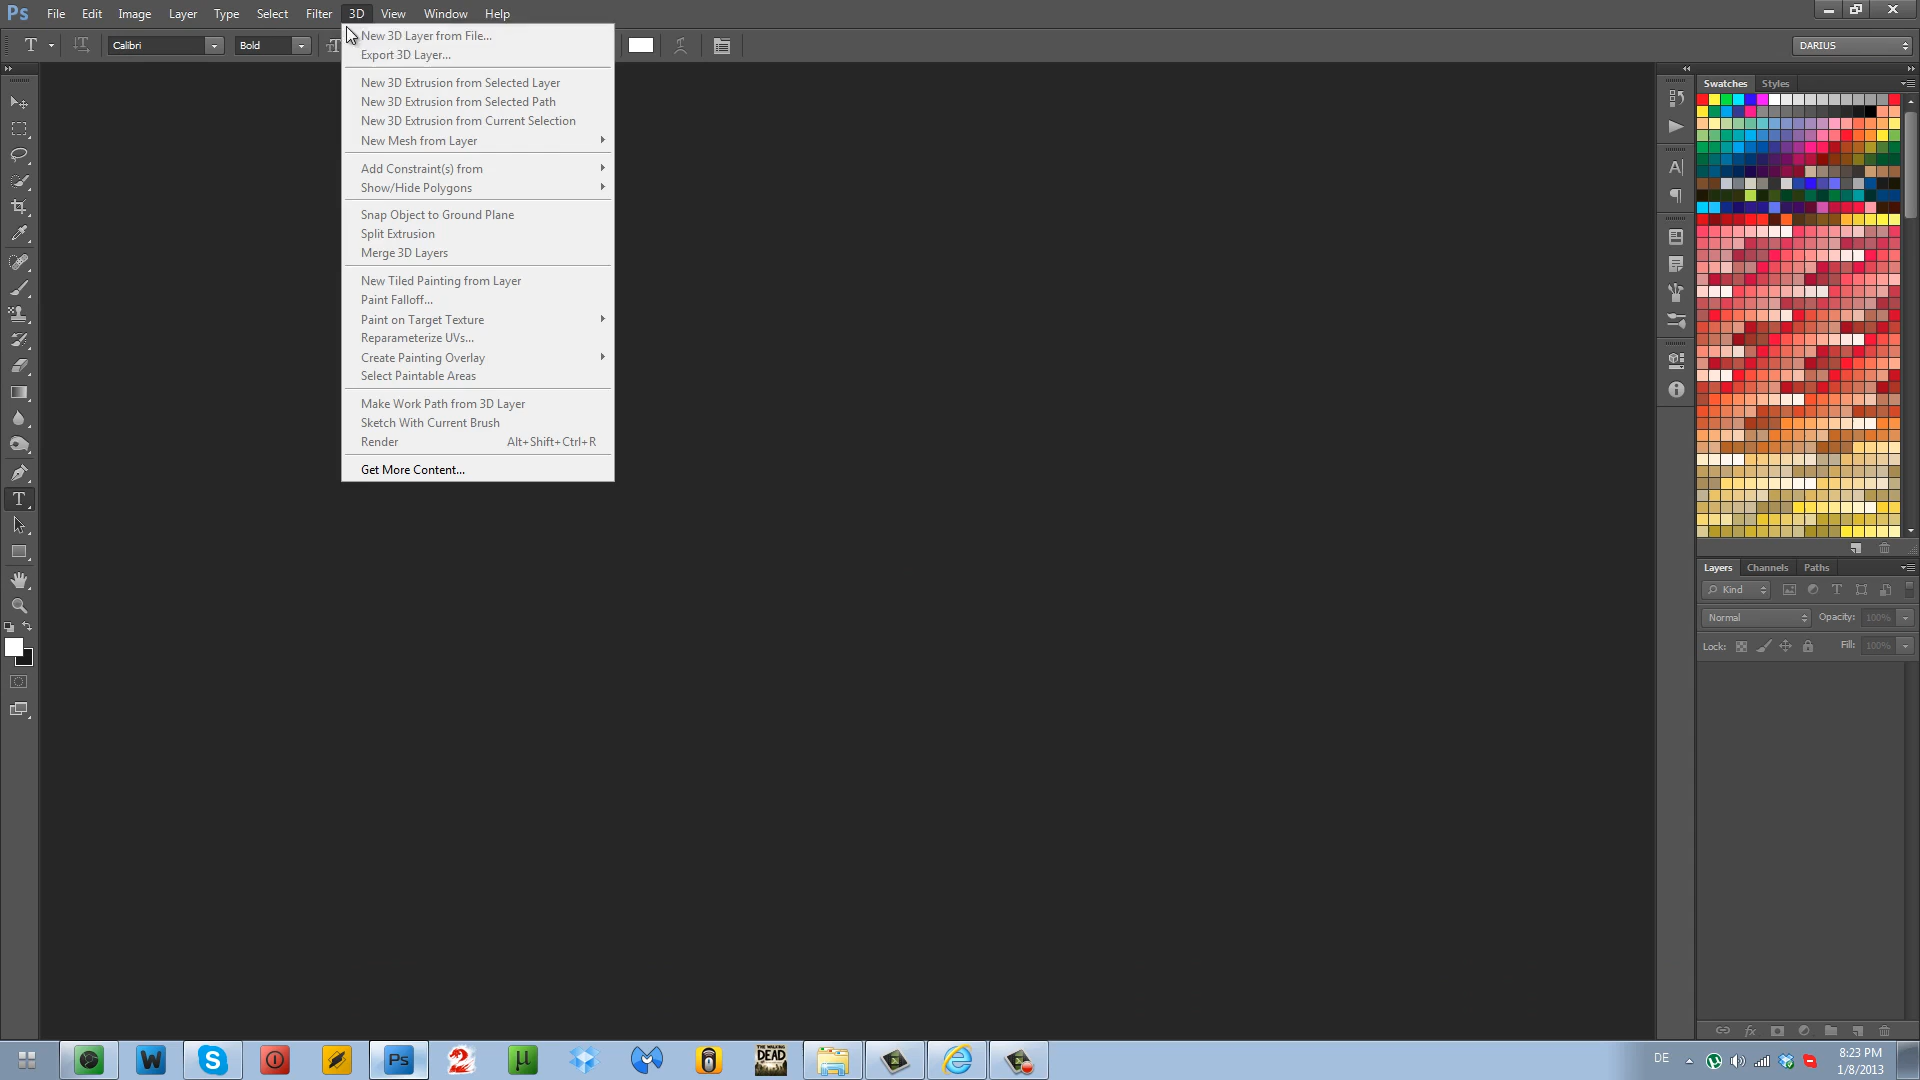 Ps File Edit Image Layer Type Select Filter 3D View Window Help
T Calibri Bold DARIUS
New 3D Layer from File...
Export 3D Layer...
New 3D Extrusion from Selected Layer
New 3D Extrusion from Selected Path
New 3D Extrusion from Current Selection
New Mesh from Layer
Add Constraint(s) from
Show/Hide Polygons
Snap Object to Ground Plane
Split Extrusion
Merge 3D Layers
New Tiled Painting from Layer
Paint Falloff...
Paint on Target Texture
Reparameterize UVs...
Create Painting Overlay
Select Paintable Areas
Make Work Path from 3D Layer
Sketch With Current Brush
Render Alt+Shift+Ctrl+R
Get More Content...
Swatches Styles
Layers Channels Paths
Kind
Normal Opacity: 100%
Lock: Fill: 100%
Ps
THE WALKING
DEAD
DE
8:23 PM
1/8/2013